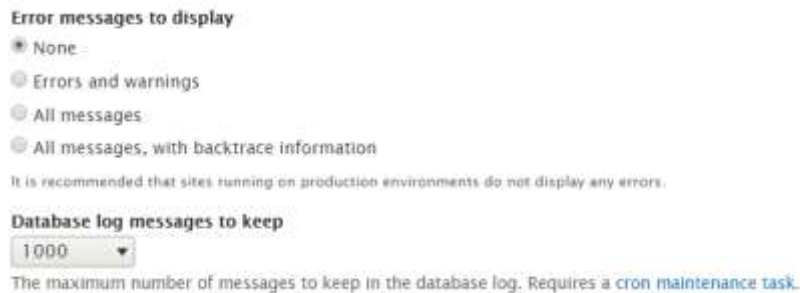 Error messages to display
None
Errors and warnings
All messages
All messages, with backtrace information
It is recommended that sites running on production environments do not display any errors.
Database log messages to keep
1000
The maximum number of messages to keep in the database log. Requires a cron maintenance task.